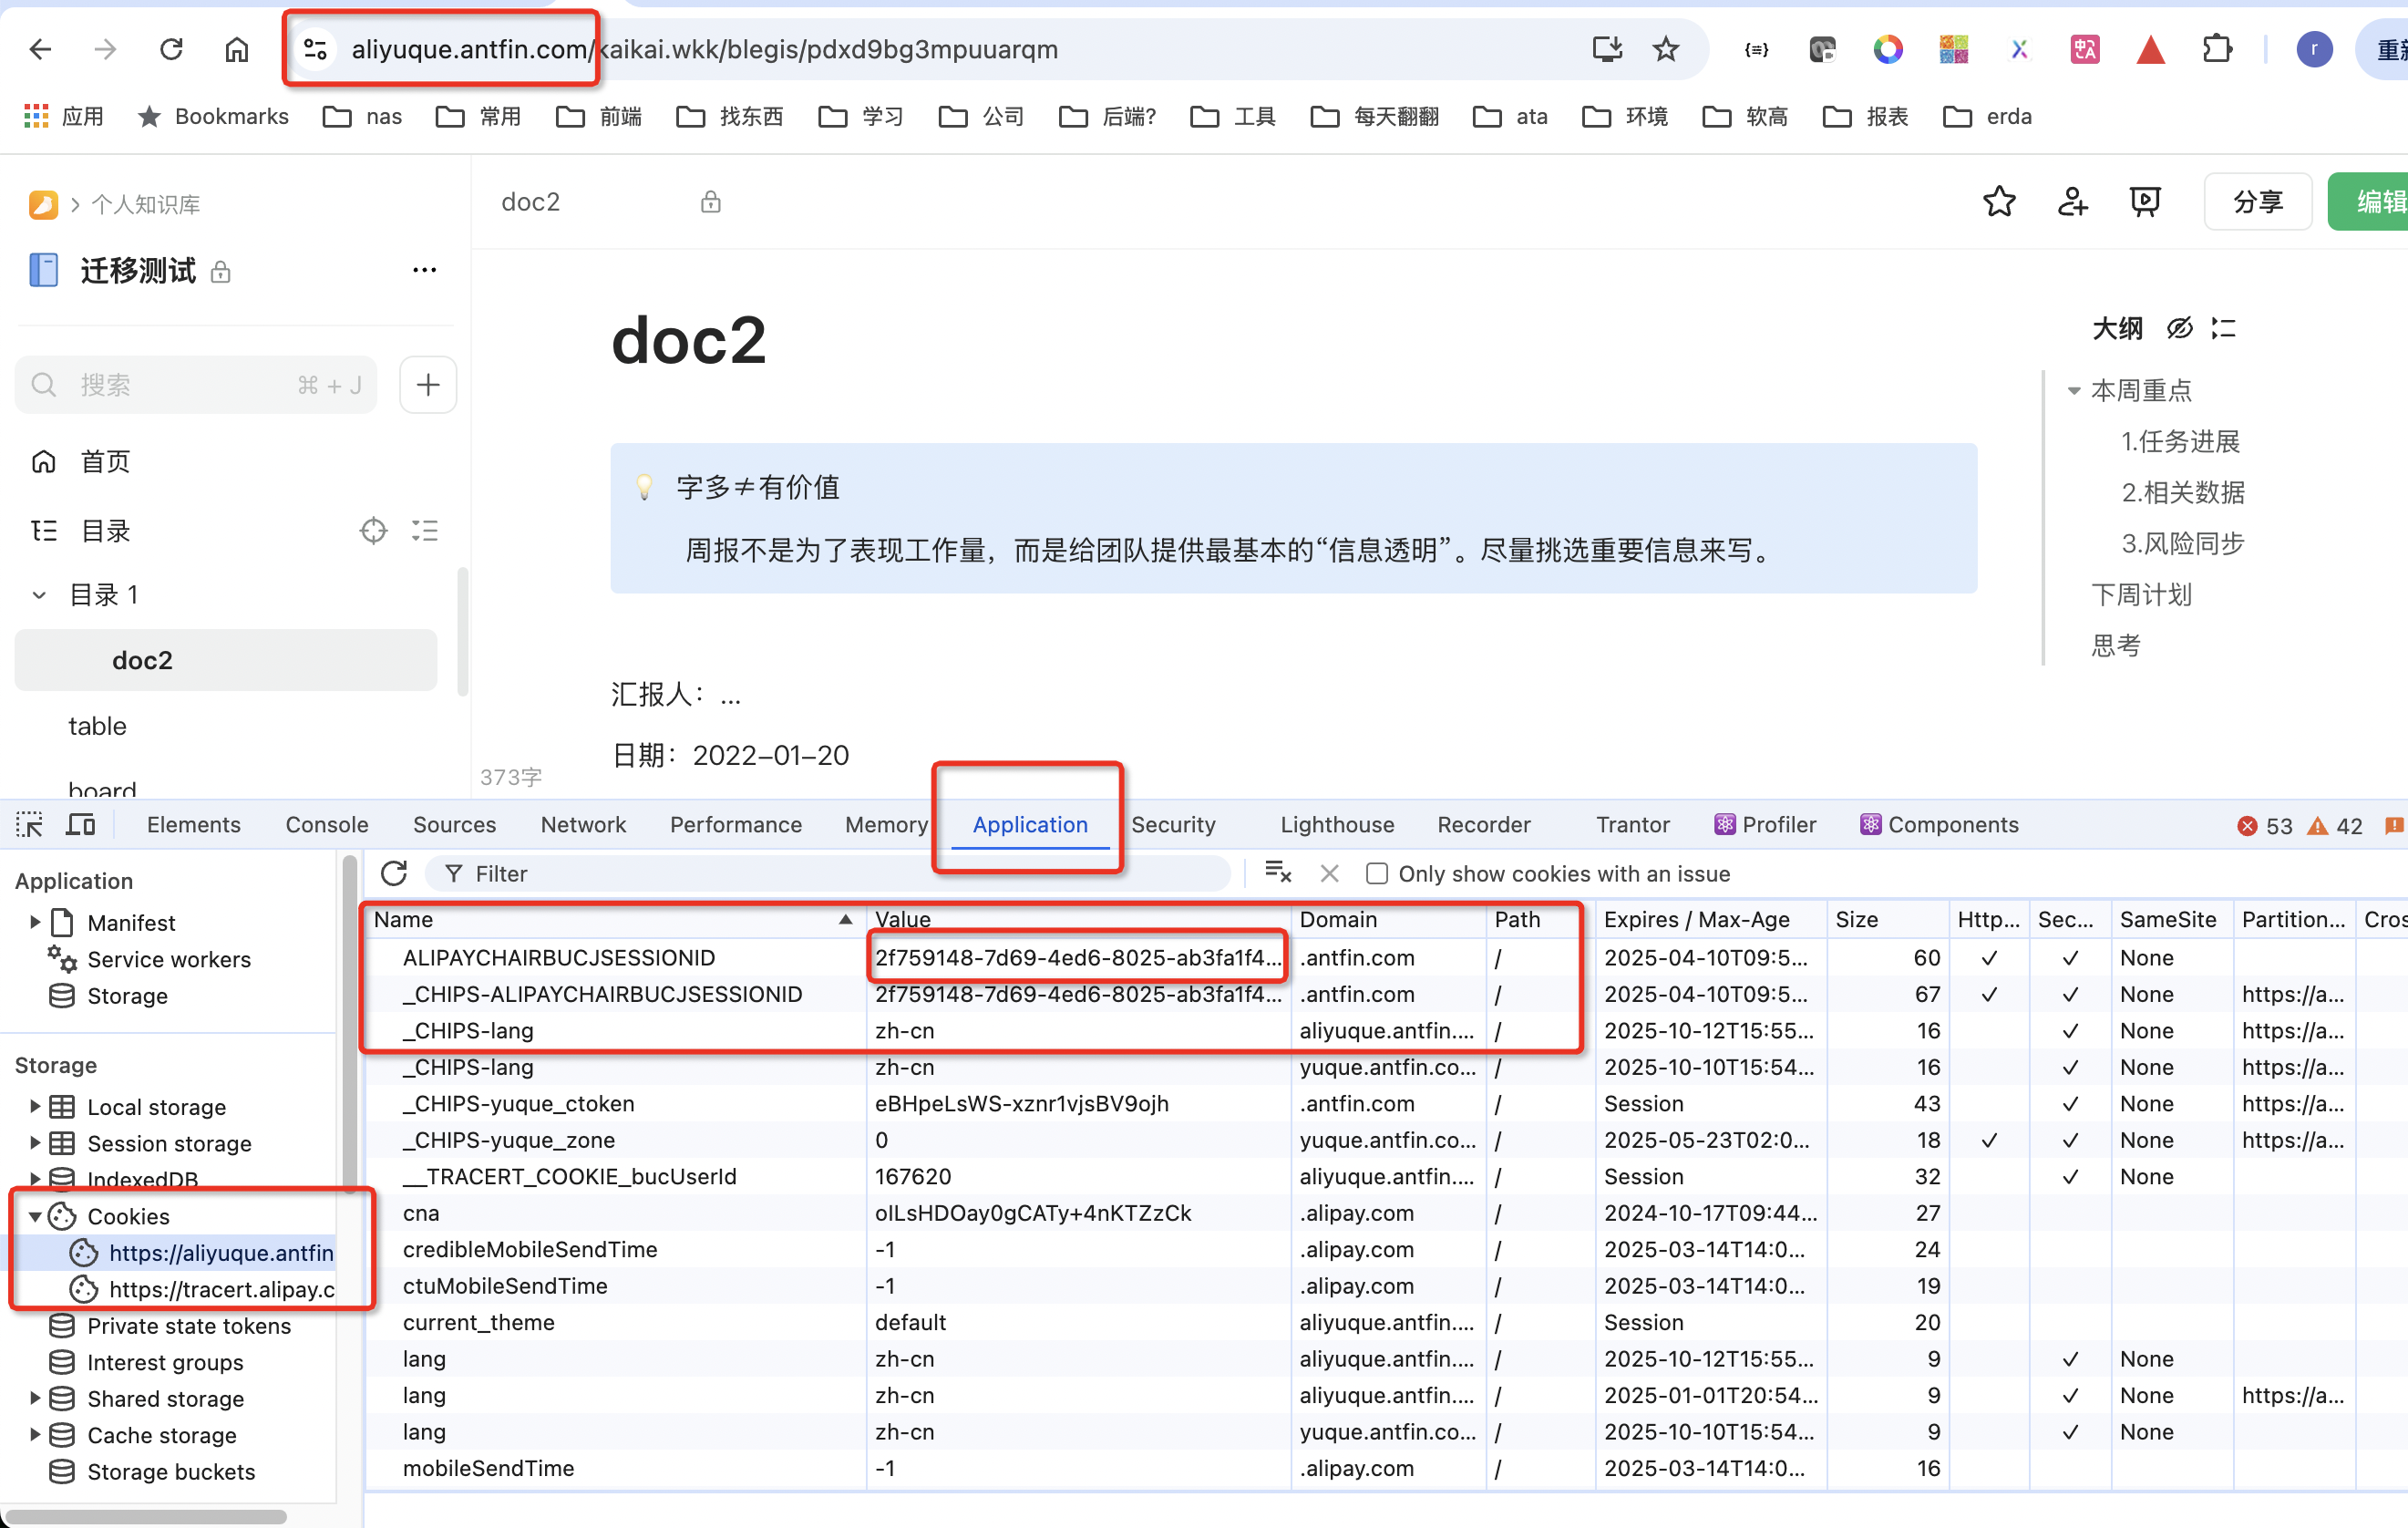 aliyuque.antfin.com/kaikai.wkk/blegis/pdxd9bg3mpuuarqm
r
应用 Bookmarks nas 常用 前端 找东西 学习 公司 后端? 工具 每天翻翻 ata 环境 软高 报表 erda
个人知识库
迁移测试
搜索 ⌘ + J
首页
目录
目录 1
doc2
table
board
doc2
分享
编辑
doc2
💡 字多≠有价值
周报不是为了表现工作量，而是给团队提供最基本的“信息透明”。尽量挑选重要信息来写。
汇报人：...
日期：2022-01-20
373字
大纲
本周重点
1.任务进展
2.相关数据
3.风险同步
下周计划
思考
Elements Console Sources Network Performance Memory Application Security Lighthouse Recorder Trantor Profiler Components 53 42
Application
Manifest
Service workers
Storage
Storage
Local storage
Session storage
IndexedDB
Cookies
https://aliyuque.antfin
https://tracert.alipay.c
Private state tokens
Interest groups
Shared storage
Cache storage
Storage buckets
Filter Only show cookies with an issue
Name Value Domain Path Expires / Max-Age Size Http... Sec... SameSite Partition... Cros
ALIPAYCHAIRBUCJSESSIONID 2f759148-7d69-4ed6-8025-ab3fa1f4... .antfin.com / 2025-04-10T09:5... 60 ✓ ✓ None
_CHIPS-ALIPAYCHAIRBUCJSESSIONID 2f759148-7d69-4ed6-8025-ab3fa1f4... .antfin.com / 2025-04-10T09:5... 67 ✓ ✓ None https://a...
_CHIPS-lang zh-cn aliyuque.antfin.... / 2025-10-12T15:55... 16 ✓ None https://a...
_CHIPS-lang zh-cn yuque.antfin.co... / 2025-10-10T15:54... 16 ✓ None https://a...
_CHIPS-yuque_ctoken eBHpeLsWS-xznr1vjsBV9ojh .antfin.com / Session 43 ✓ None https://a...
_CHIPS-yuque_zone 0 yuque.antfin.co... / 2025-05-23T02:0... 18 ✓ ✓ None https://a...
__TRACERT_COOKIE_bucUserId 167620 aliyuque.antfin.... / Session 32 ✓ None
cna oILsHDOay0gCATy+4nKTZzCk .alipay.com / 2024-10-17T09:44... 27
credibleMobileSendTime -1 .alipay.com / 2025-03-14T14:0... 24
ctuMobileSendTime -1 .alipay.com / 2025-03-14T14:0... 19
current_theme default aliyuque.antfin.... / Session 20
lang zh-cn aliyuque.antfin.... / 2025-10-12T15:55... 9 ✓ None
lang zh-cn aliyuque.antfin.... / 2025-01-01T20:54... 9 ✓ None https://a...
lang zh-cn yuque.antfin.co... / 2025-10-10T15:54... 9 ✓ None
mobileSendTime -1 .alipay.com / 2025-03-14T14:0... 16